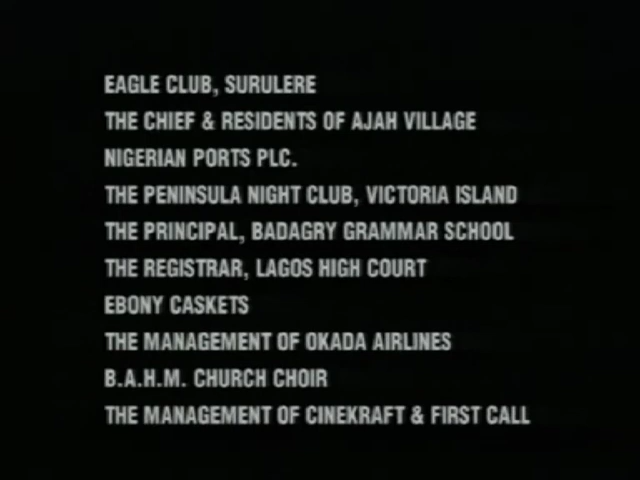 EAGLE CLUB, SURULERE
THE CHIEF & RESIDENTS OF AJAH VILLAGE
NIGERIAN PORTS PLC.
THE PENINSULA NIGHT CLUB, VICTORIA ISLAND
THE PRINCIPAL, BADAGRY GRAMMAR SCHOOL
THE REGISTRAR, LAGOS HIGH COURT
EBONY CASKETS
THE MANAGEMENT OF OKADA AIRLINES
B.A.H.M. CHURCH CHOIR
THE MANAGEMENT OF CINEKRAFT & FIRST CALL